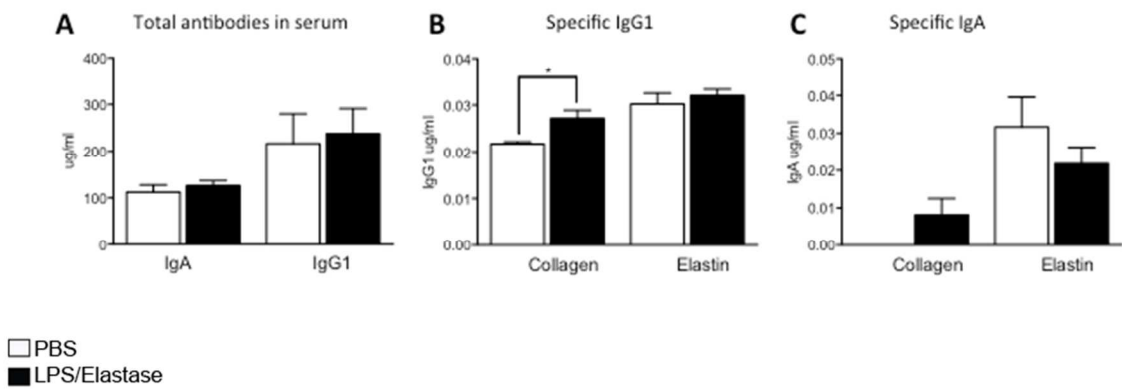 A
Total antibodies in serum
400
300
200
100
0
ug/ml
IgA
IgG1
B
Specific IgG1
*
0.04
0.03
0.02
0.01
0.00
IgG1 ug/ml
Collagen
Elastin
C
Specific IgA
0.05
0.04
0.03
0.02
0.01
0.00
IgA ug/ml
Collagen
Elastin
PBS
LPS/Elastase